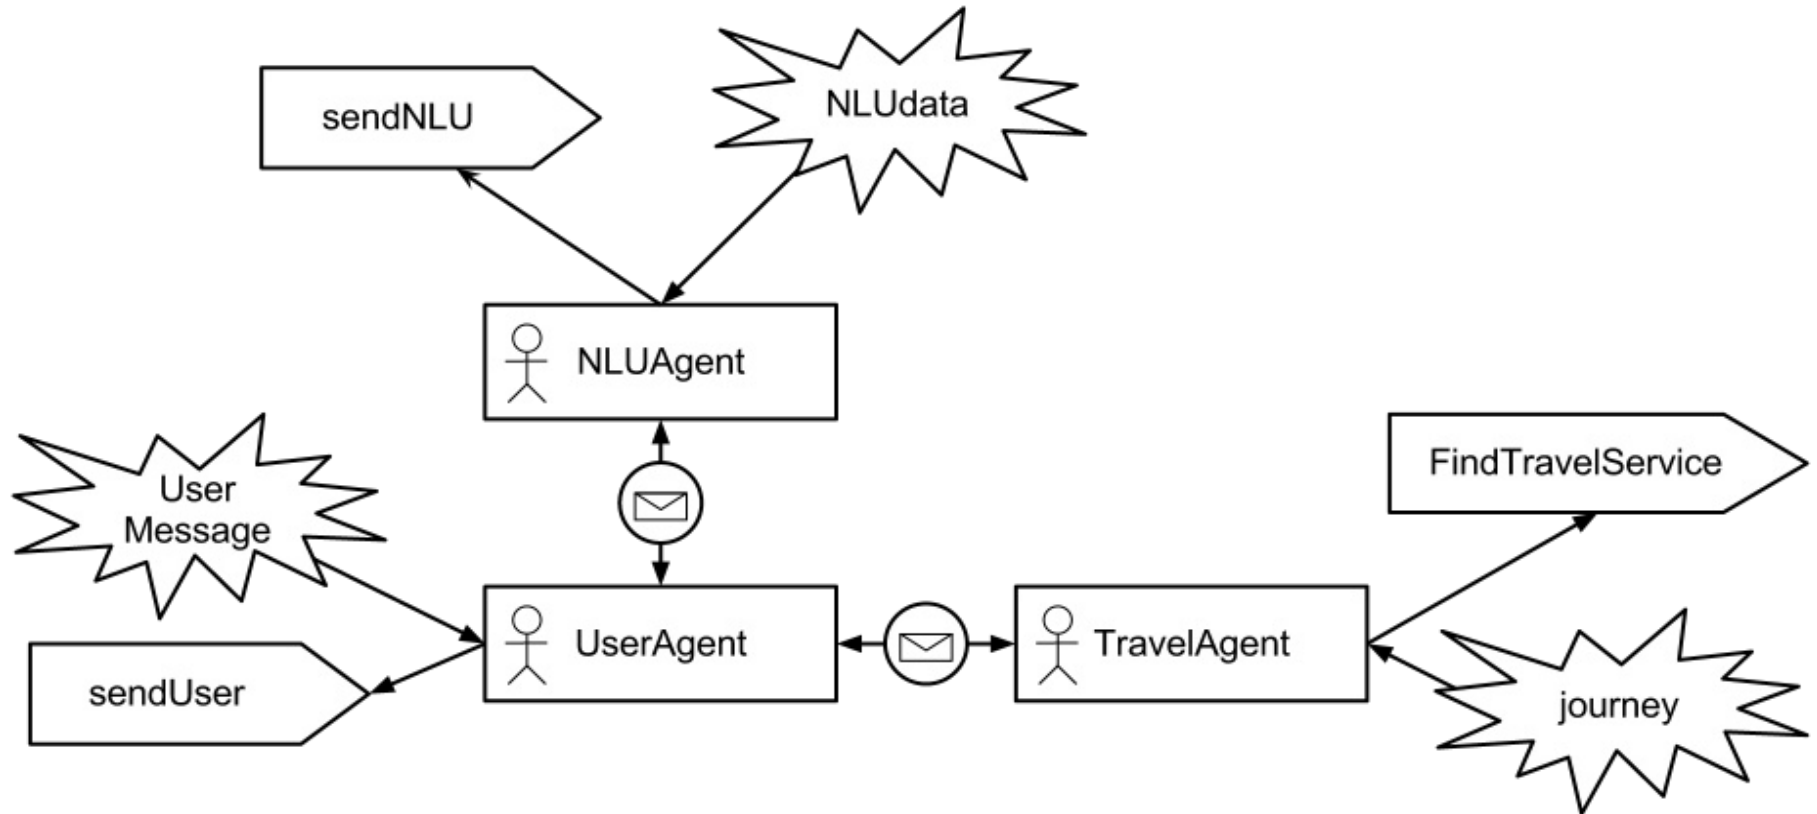 sendNLU
NLUdata
NLUAgent
User
Message
FindTravelService
UserAgent
TravelAgent
sendUser
journey